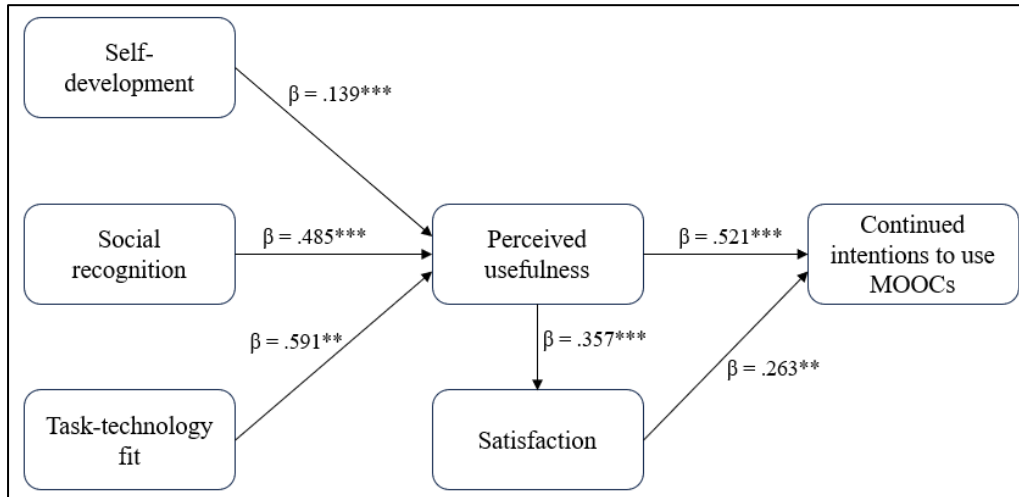 Self-
development
β = .139***
Social
recognition
β = .485***
Perceived
usefulness
β = .521***
Continued
intentions to use
MOOCs
β = .591**
β = .357***
β = .263**
Task-technology
fit
Satisfaction